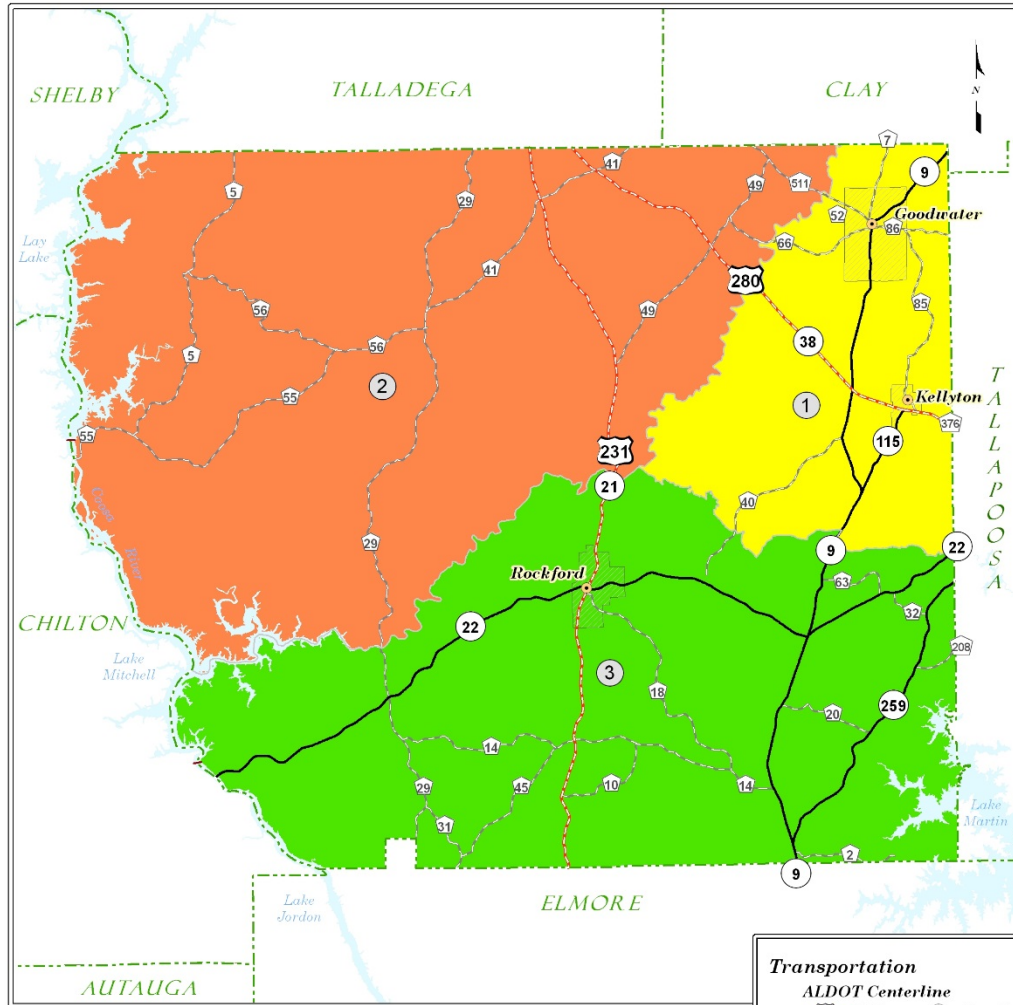 SHELBY
TALLADEGA
CLAY
N
7
9
41
5
29
49
511
52
Goodwater
86
66
Lay
Lake
41
280
56
49
85
38
5
56
2
55
1
Kellyton
TALLAPOOSA
376
55
115
231
21
40
Coosa
River
29
9
22
Rockford
63
32
CHILTON
22
208
Lake
Mitchell
3
18
259
20
14
29
45
10
14
31
Lake
Martin
2
9
Lake
Jordon
ELMORE
AUTAUGA
Transportation
ALDOT Centerline